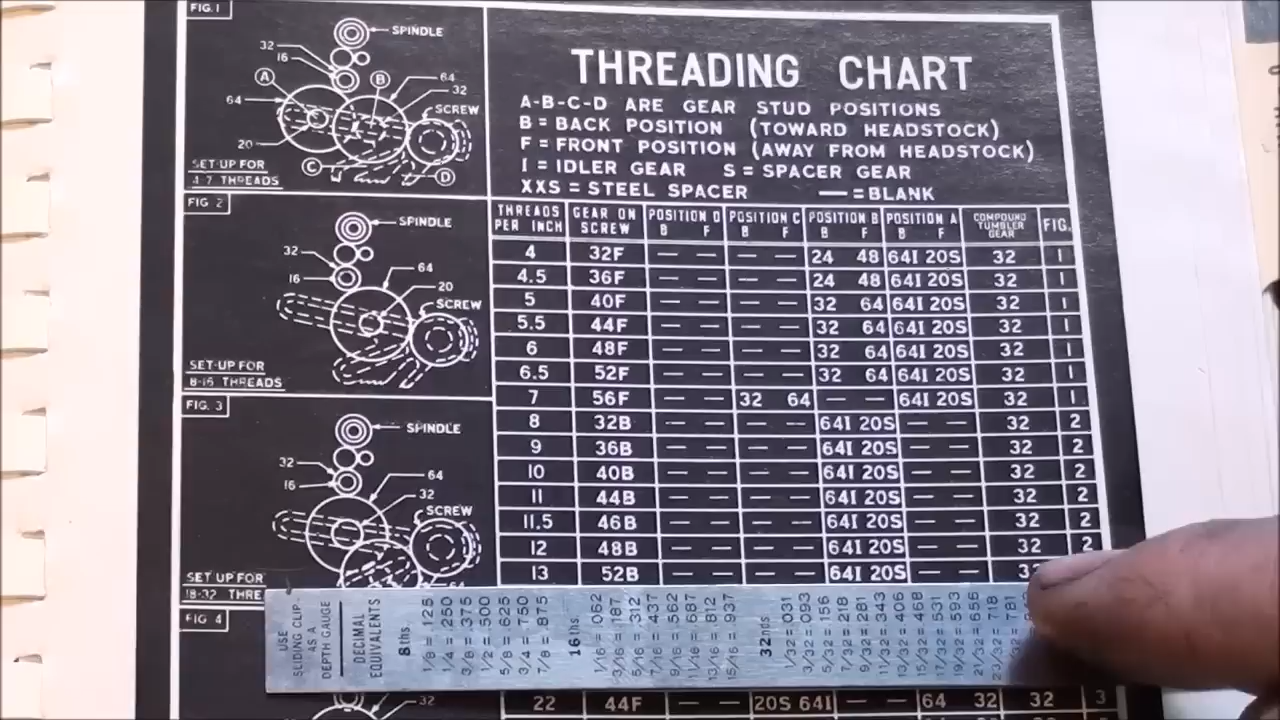 FIG. 1
SPINDLE
32
16
A
B
64
64
32
SCREW
20
C
D
SET-UP FOR
4-7 THREADS
FIG. 2
SPINDLE
32
16
64
20
SCREW
SET-UP FOR
8-16 THREADS
FIG. 3
SPINDLE
32
16
64
32
SCREW
64
SET UP FOR
18-32 THRE
FIG 4
32
THREADING CHART
A-B-C-D ARE GEAR STUD POSITIONS
B = BACK POSITION (TOWARD HEADSTOCK)
F = FRONT POSITION (AWAY FROM HEADSTOCK)
I = IDLER GEAR S = SPACER GEAR
XXS = STEEL SPACER — = BLANK
THREADS PER INCH GEAR ON SCREW POSITION D B F POSITION C B F POSITION B B F POSITION A B F COMPOUND TUMBLER GEAR FIG.
4 32F — — — — 24 48 64I 20S 32 1
4.5 36F — — — — 24 48 64I 20S 32 1
5 40F — — — — 32 64 64I 20S 32 1
5.5 44F — — — — 32 64 64I 20S 32 1
6 48F — — — — 32 64 64I 20S 32 1
6.5 52F — — — — 32 64 64I 20S 32 1
7 56F — — 32 64 — — 64I 20S 32 1
8 32B — — — — 64I 20S — — 32 2
9 36B — — — — 64I 20S — — 32 2
10 40B — — — — 64I 20S — — 32 2
11 44B — — — — 64I 20S — — 32 2
11.5 46B — — — — 64I 20S — — 32 2
12 48B — — — — 64I 20S — — 32 2
13 52B — — — — 64I 20S — — 32
USE
SLIDING CLIP
AS A
DEPTH GAUGE
DECIMAL
EQUIVALENTS
8ths
1/8 = .125
1/4 = .250
3/8 = .375
1/2 = .500
5/8 = .625
3/4 = .750
7/8 = .875
16ths
1/16 = .062
3/16 = .187
5/16 = .312
7/16 = .437
9/16 = .562
11/16 = .687
13/16 = .812
15/16 = .937
32nds
1/32 = .031
3/32 = .093
5/32 = .156
7/32 = .218
9/32 = .281
11/32 = .343
13/32 = .406
15/32 = .468
17/32 = .531
19/32 = .593
21/32 = .656
23/32 = .718
22 44F — — 20S 64I — — 64 32 32 3